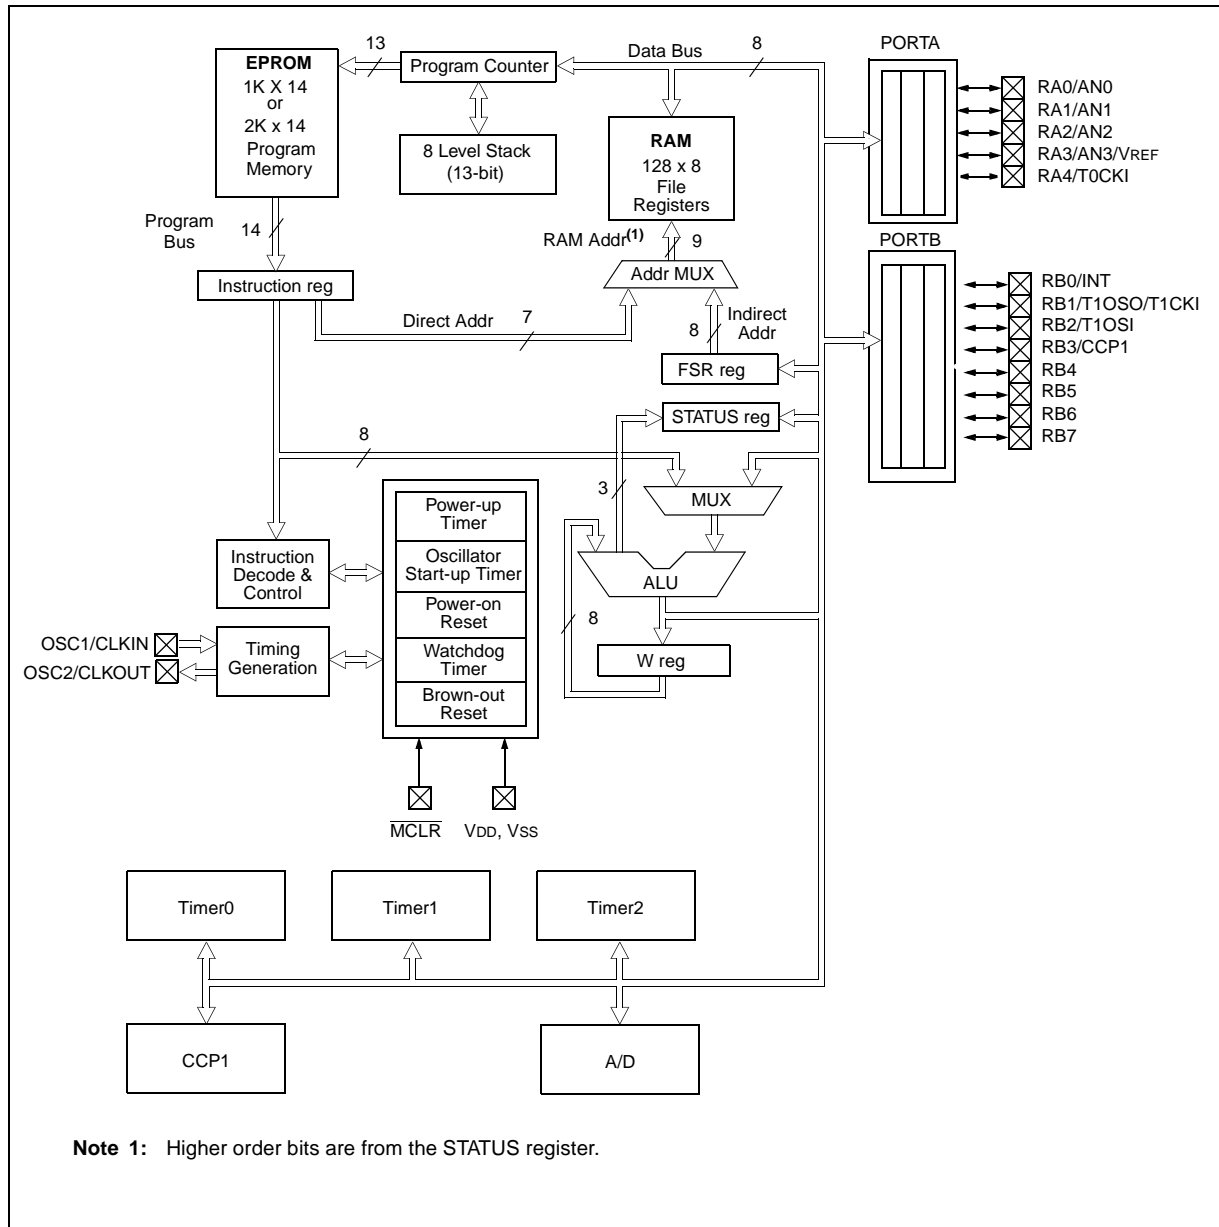 EPROM
1K X 14
or
2K x 14
Program
Memory
13
Program Counter
Data Bus
8
PORTA
RA0/AN0
RA1/AN1
RA2/AN2
RA3/AN3/VREF
RA4/T0CKI
8 Level Stack
(13-bit)
RAM
128 x 8
File
Registers
Program
Bus
14
RAM Addr(1)
9
PORTB
Instruction reg
Addr MUX
RB0/INT
RB1/T1OSO/T1CKI
RB2/T1OSI
RB3/CCP1
RB4
RB5
RB6
RB7
Direct Addr
7
8
Indirect
Addr
FSR reg
STATUS reg
8
3
MUX
Power-up
Timer
Oscillator
Start-up Timer
Power-on
Reset
Watchdog
Timer
Brown-out
Reset
Instruction
Decode &
Control
ALU
8
OSC1/CLKIN
OSC2/CLKOUT
Timing
Generation
W reg
MCLR
VDD, VSS
Timer0
Timer1
Timer2
CCP1
A/D
Note 1: Higher order bits are from the STATUS register.